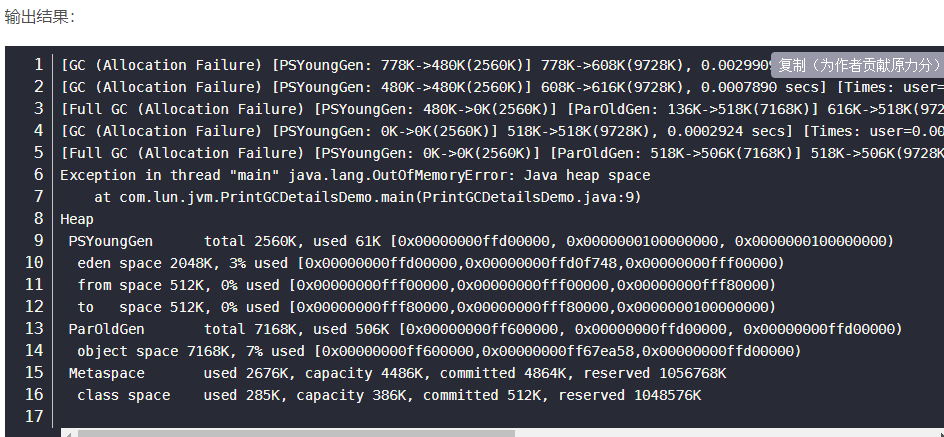 输出结果：
1 [GC (Allocation Failure) [PSYoungGen: 778K->480K(2560K)] 778K->608K(9728K), 0.0029909
复制（为作者贡献原力分）
2 [GC (Allocation Failure) [PSYoungGen: 480K->480K(2560K)] 608K->616K(9728K), 0.0007890 secs] [Times: user=
3 [Full GC (Allocation Failure) [PSYoungGen: 480K->0K(2560K)] [ParOldGen: 136K->518K(7168K)] 616K->518K(972
4 [GC (Allocation Failure) [PSYoungGen: 0K->0K(2560K)] 518K->518K(9728K), 0.0002924 secs] [Times: user=0.00
5 [Full GC (Allocation Failure) [PSYoungGen: 0K->0K(2560K)] [ParOldGen: 518K->506K(7168K)] 518K->506K(9728K
6 Exception in thread "main" java.lang.OutOfMemoryError: Java heap space
7     at com.lun.jvm.PrintGCDetailsDemo.main(PrintGCDetailsDemo.java:9)
8 Heap
9  PSYoungGen      total 2560K, used 61K [0x00000000ffd00000, 0x0000000100000000, 0x0000000100000000)
10   eden space 2048K, 3% used [0x00000000ffd00000,0x00000000ffd0f748,0x00000000fff00000)
11   from space 512K, 0% used [0x00000000fff00000,0x00000000fff00000,0x00000000fff80000)
12   to   space 512K, 0% used [0x00000000fff80000,0x00000000fff80000,0x0000000100000000)
13  ParOldGen       total 7168K, used 506K [0x00000000ff600000, 0x00000000ffd00000, 0x00000000ffd00000)
14   object space 7168K, 7% used [0x00000000ff600000,0x00000000ff67ea58,0x00000000ffd00000)
15  Metaspace       used 2676K, capacity 4486K, committed 4864K, reserved 1056768K
16   class space    used 285K, capacity 386K, committed 512K, reserved 1048576K
17